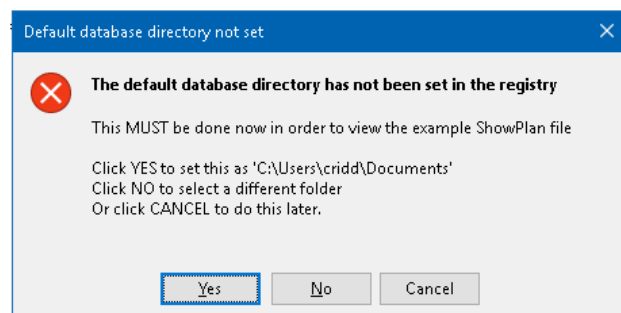 Default database directory not set
The default database directory has not been set in the registry
This MUST be done now in order to view the example ShowPlan file
Click YES to set this as 'C:\Users\cridd\Documents'
Click NO to select a different folder
Or click CANCEL to do this later.
Yes
No
Cancel